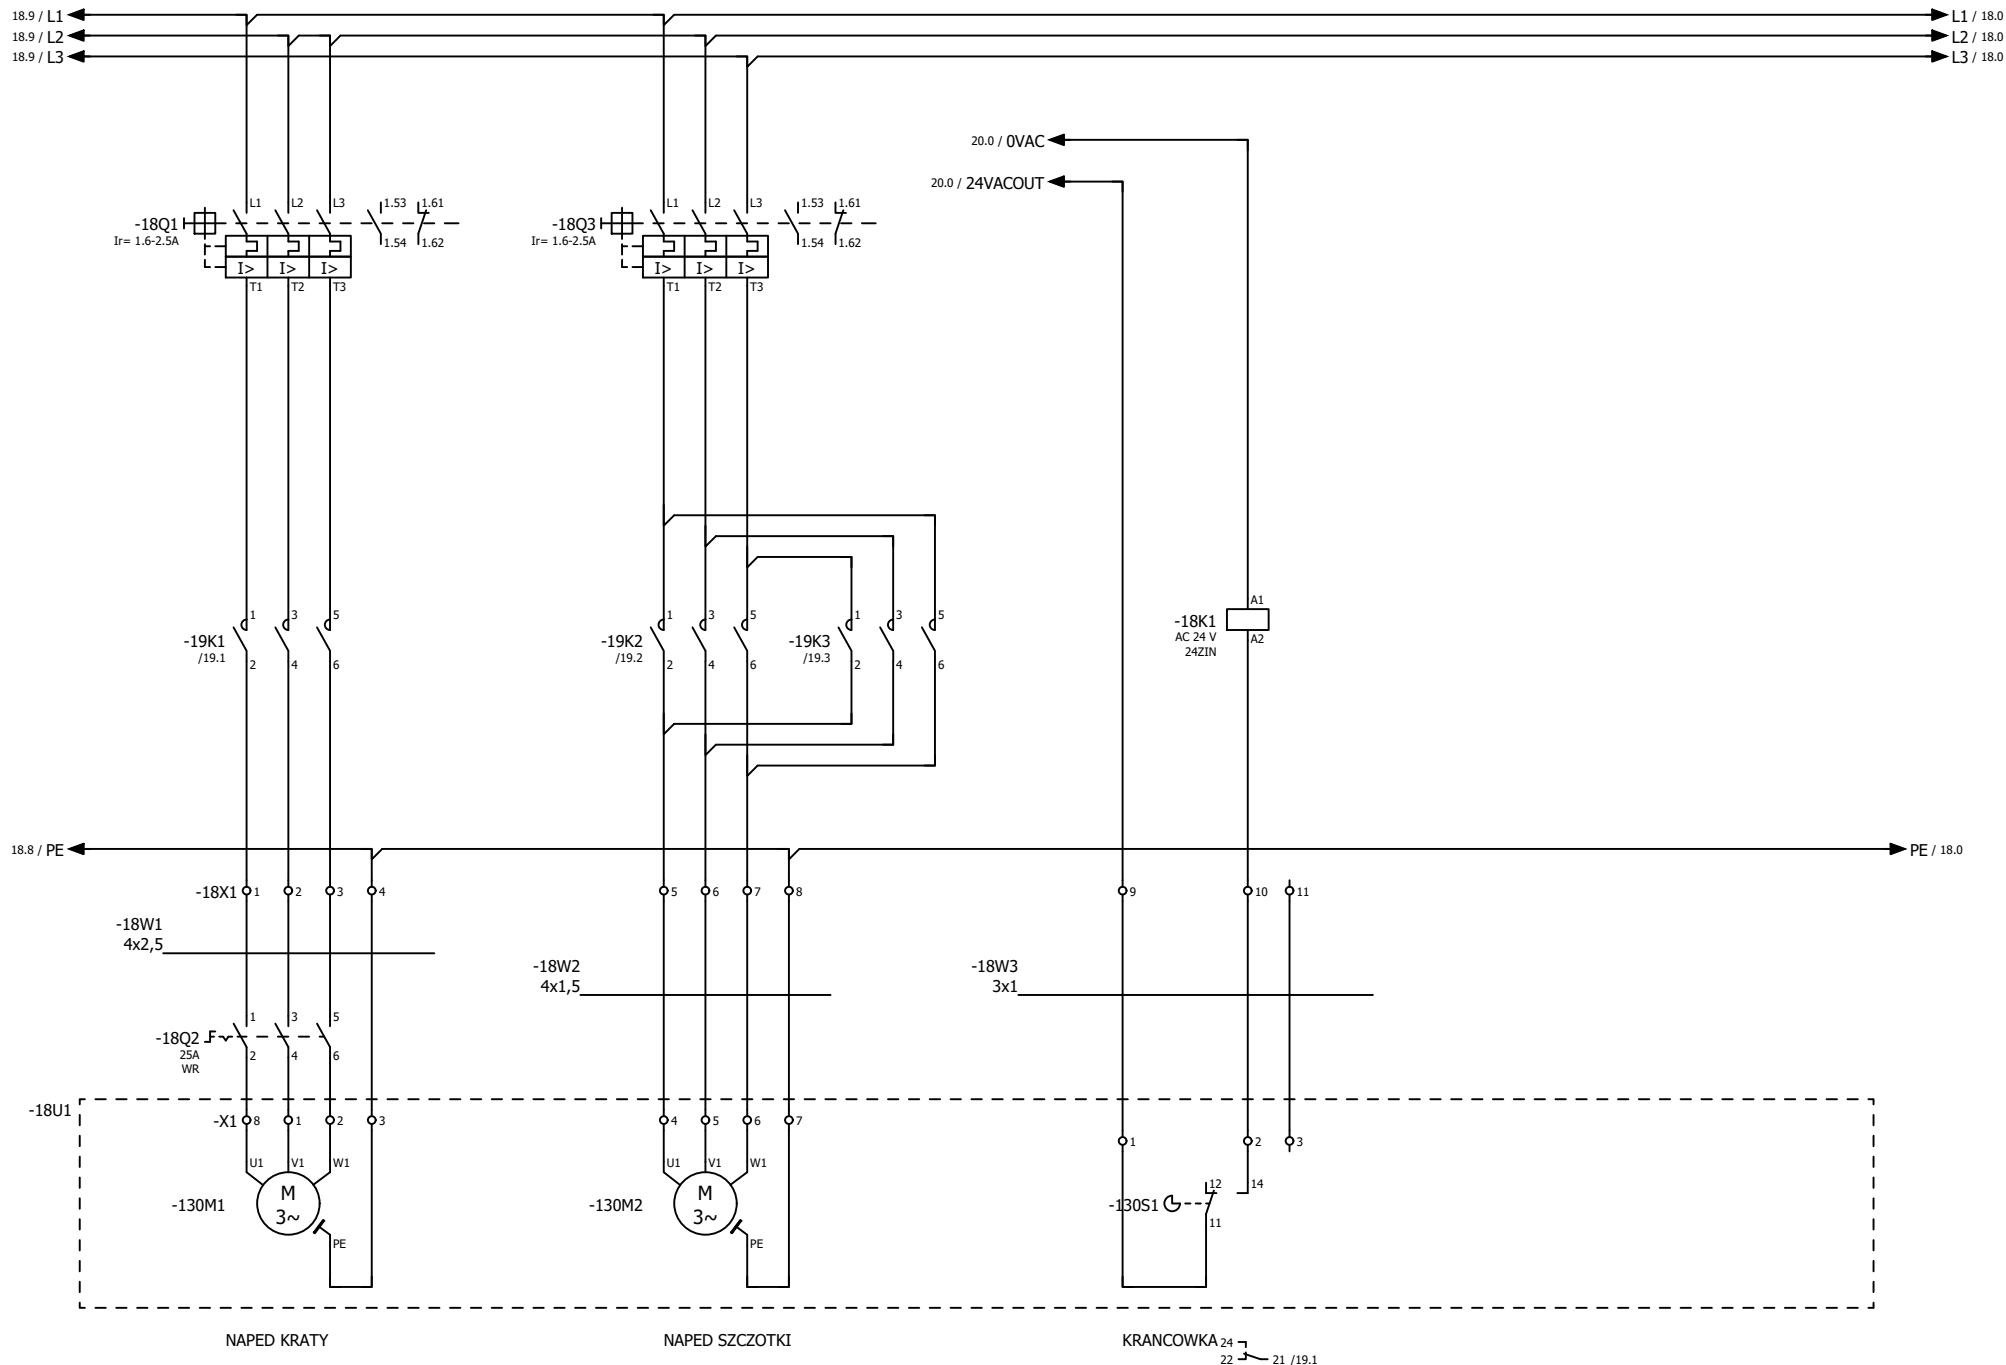 18.9 / L1 L1 / 18.0
18.9 / L2 L2 / 18.0
18.9 / L3 L3 / 18.0
20.0 / 0VAC
20.0 / 24VACOUT
L1 L2 L3 1.53 1.61 L1 L2 L3 1.53 1.61
-18Q1 -18Q3
Ir= 1.6-2.5A 1.54 1.62 Ir= 1.6-2.5A 1.54 1.62
I> I> I> I> I> I>
T1 T2 T3 T1 T2 T3
A1
1 3 5 1 3 5 1 3 5
-18K1
-19K1 -19K2 -19K3
AC 24 V A2
/19.1 /19.2 /19.3
24ZIN
2 4 6 2 4 6 2 4 6
18.8 / PE PE / 18.0
-18X1 1 2 3 4 5 6 7 8 9 10 11
-18W1
4x2,5
-18W2 -18W3
4x1,5 3x1
1 3 5
-18Q2
25A 2 4 6
WR
-18U1
-X1 8 1 2 3 4 5 6 7
1 2 3
U1 V1 W1 U1 V1 W1
12 14
M M
-130M1 -130M2 -130S1
3~ 3~
11
PE PE
NAPED KRATY NAPED SZCZOTKI KRANCOWKA 24
22 21 /19.1